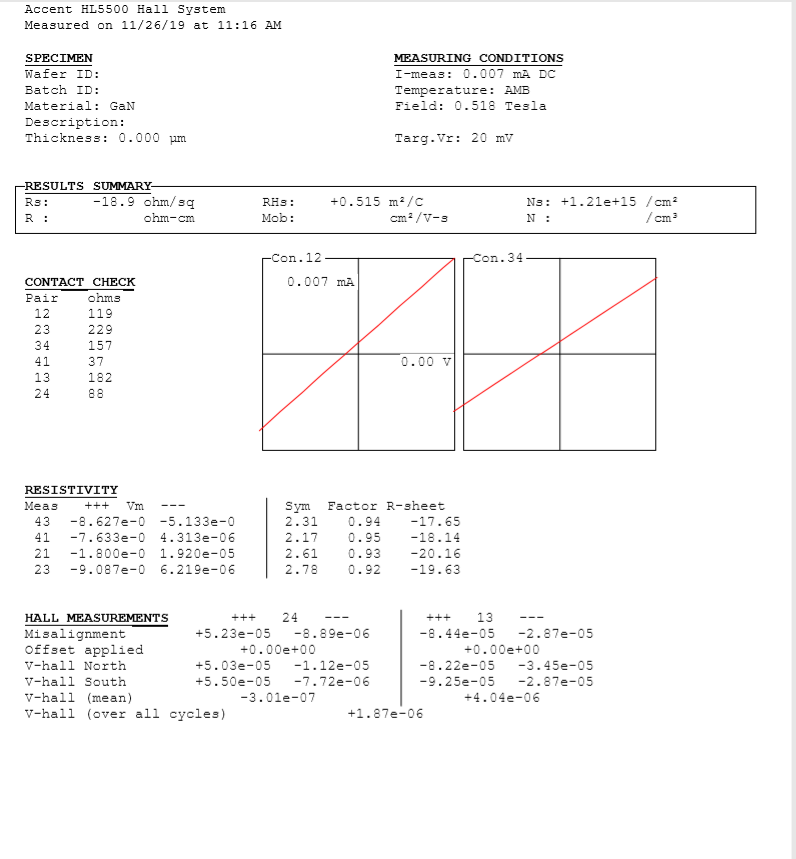 Accent HL5500 Hall System
Measured on 11/26/19 at 11:16 AM
SPECIMEN
Wafer ID:
Batch ID:
Material: GaN
Description:
Thickness: 0.000 µm
MEASURING CONDITIONS
I-meas: 0.007 mA DC
Temperature: AMB
Field: 0.518 Tesla
Targ.Vr: 20 mV
RESULTS SUMMARY
Rs: -18.9 ohm/sq RHs: +0.515 m²/C Ns: +1.21e+15 /cm²
R : ohm-cm Mob: cm²/V-s N : /cm³
CONTACT CHECK
Pair ohms
12 119
23 229
34 157
41 37
13 182
24 88
Con.12
0.007 mA
0.00 V
Con.34
RESISTIVITY
Meas +++ Vm --- Sym Factor R-sheet
43 -8.627e-0 -5.133e-0 2.31 0.94 -17.65
41 -7.633e-0 4.313e-06 2.17 0.95 -18.14
21 -1.800e-0 1.920e-05 2.61 0.93 -20.16
23 -9.087e-0 6.219e-06 2.78 0.92 -19.63
HALL MEASUREMENTS +++ 24 --- +++ 13 ---
Misalignment +5.23e-05 -8.89e-06 -8.44e-05 -2.87e-05
Offset applied +0.00e+00 +0.00e+00
V-hall North +5.03e-05 -1.12e-05 -8.22e-05 -3.45e-05
V-hall South +5.50e-05 -7.72e-06 -9.25e-05 -2.87e-05
V-hall (mean) -3.01e-07 +4.04e-06
V-hall (over all cycles) +1.87e-06